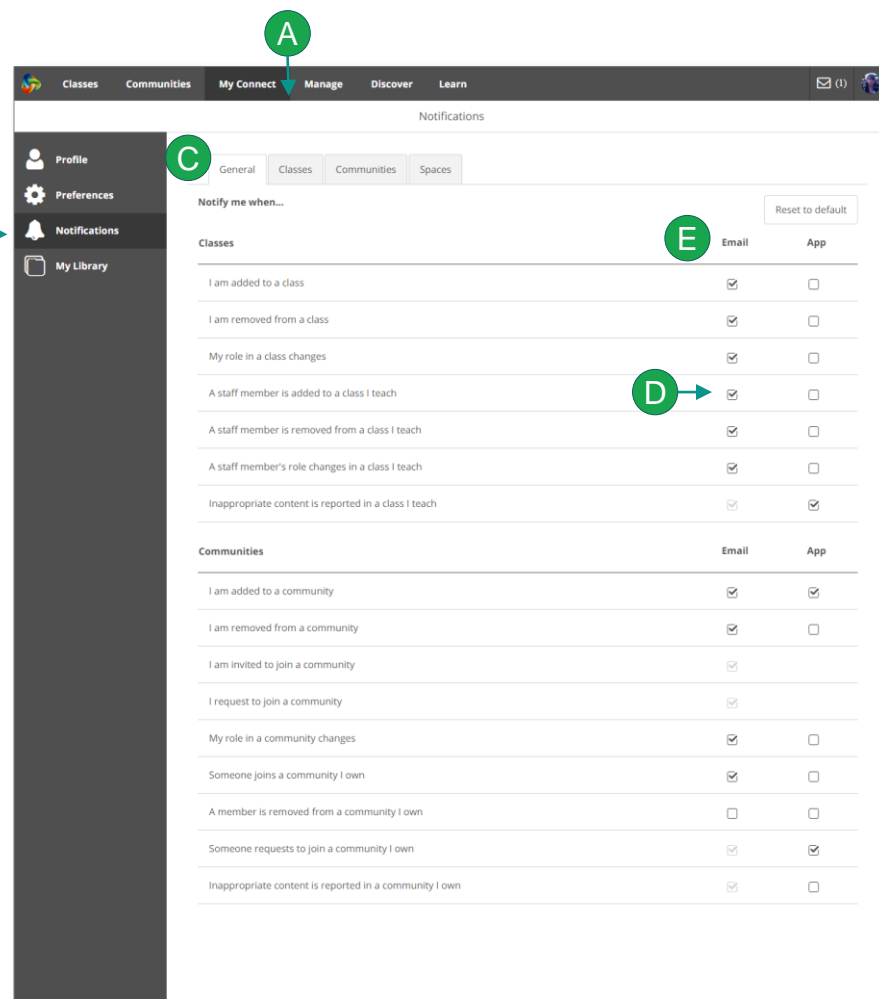 A
Classes Communities My Connect Manage Discover Learn (1)
Notifications
Profile
Preferences
Notifications
My Library
C
General Classes Communities Spaces
Notify me when...
Reset to default
Classes E Email App
I am added to a class
I am removed from a class
My role in a class changes
A staff member is added to a class I teach D
A staff member is removed from a class I teach
A staff member's role changes in a class I teach
Inappropriate content is reported in a class I teach
Communities Email App
I am added to a community
I am removed from a community
I am invited to join a community
I request to join a community
My role in a community changes
Someone joins a community I own
A member is removed from a community I own
Someone requests to join a community I own
Inappropriate content is reported in a community I own